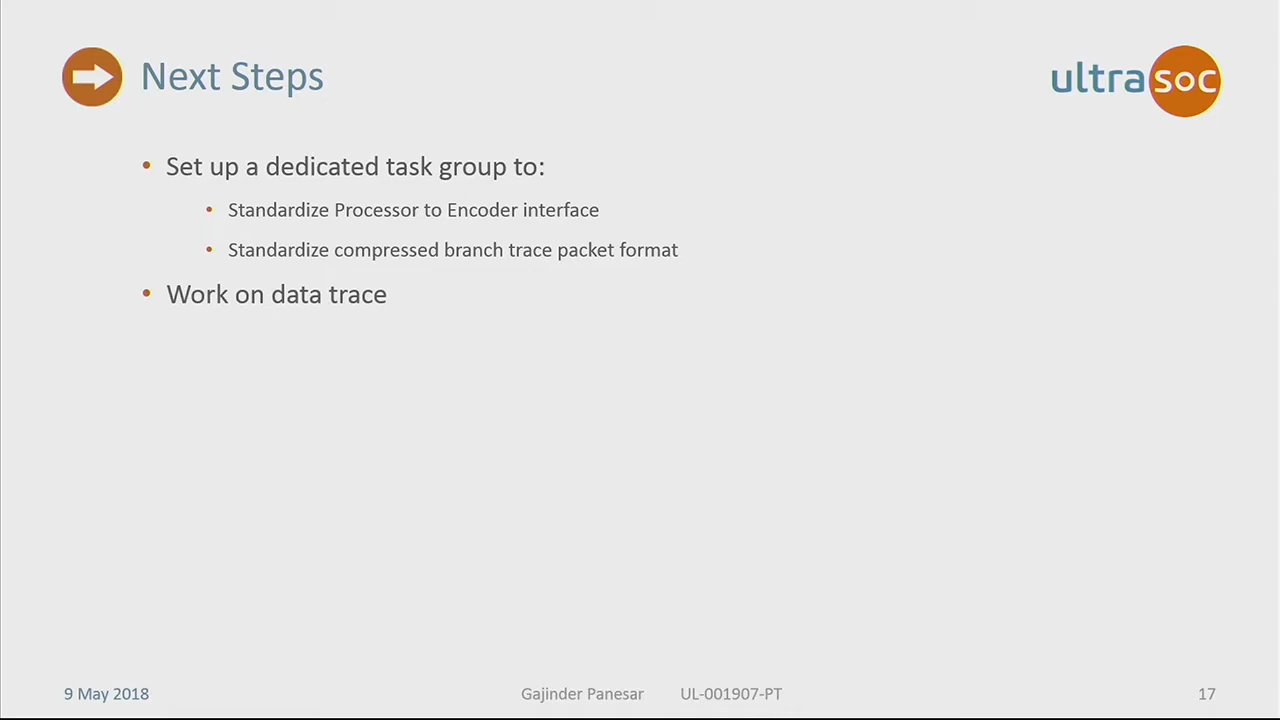 Next Steps
ultrasoc
• Set up a dedicated task group to:
• Standardize Processor to Encoder interface
• Standardize compressed branch trace packet format
• Work on data trace
9 May 2018 Gajinder Panesar UL-001907-PT 17